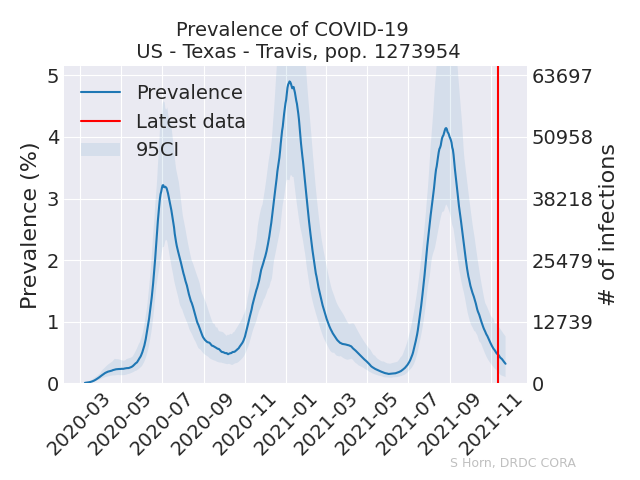 Prevalence of COVID-19
US - Texas - Travis, pop. 1273954
Prevalence
Latest data
95CI
Prevalence (%)
5
4
3
2
1
0
63697
50958
38218
25479
12739
0
# of infections
2020-03
2020-05
2020-07
2020-09
2020-11
2021-01
2021-03
2021-05
2021-07
2021-09
2021-11
S Horn, DRDC CORA